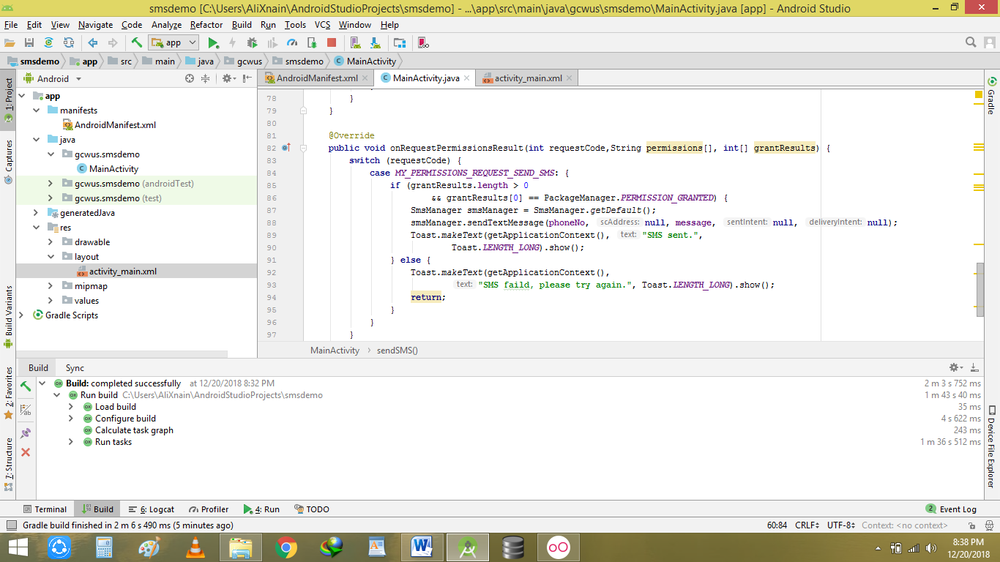 smsdemo [C:\Users\AliXnain\AndroidStudioProjects\smsdemo] - ...\app\src\main\java\gcwus\smsdemo\MainActivity.java [app] - Android Studio
File Edit View Navigate Code Analyze Refactor Build Run Tools VCS Window Help
app
smsdemo app src main java gcwus smsdemo MainActivity
Android
AndroidManifest.xml MainActivity.java activity_main.xml
1: Project
Captures
Build Variants
2: Favorites
7: Structure
app
manifests
AndroidManifest.xml
java
gcwus.smsdemo
MainActivity
gcwus.smsdemo (androidTest)
gcwus.smsdemo (test)
generatedJava
res
drawable
layout
activity_main.xml
mipmap
values
Gradle Scripts
78 }
79 }
80
81 @Override
82 public void onRequestPermissionsResult(int requestCode,String permissions[], int[] grantResults) {
83 switch (requestCode) {
84 case MY_PERMISSIONS_REQUEST_SEND_SMS: {
85 if (grantResults.length > 0
86 && grantResults[0] == PackageManager.PERMISSION_GRANTED) {
87 SmsManager smsManager = SmsManager.getDefault();
88 smsManager.sendTextMessage(phoneNo, scAddress: null, message, sentIntent: null, deliveryIntent: null);
89 Toast.makeText(getApplicationContext(), text: "SMS sent.",
90 Toast.LENGTH_LONG).show();
91 } else {
92 Toast.makeText(getApplicationContext(),
93 text: "SMS faild, please try again.", Toast.LENGTH_LONG).show();
94 return;
95 }
96 }
97 }
MainActivity sendSMS()
Gradle
Device File Explorer
Build Sync
Build: completed successfully at 12/20/2018 8:32 PM 2 m 3 s 752 ms
Run build C:\Users\AliXnain\AndroidStudioProjects\smsdemo 1 m 43 s 40 ms
Load build 35 ms
Configure build 4 s 622 ms
Calculate task graph 243 ms
Run tasks 1 m 36 s 512 ms
Terminal Build 6: Logcat Profiler 4: Run TODO 2 Event Log
Gradle build finished in 2 m 6 s 490 ms (5 minutes ago) 60:84 CRLF UTF-8 Context: <no context>
8:38 PM
12/20/2018